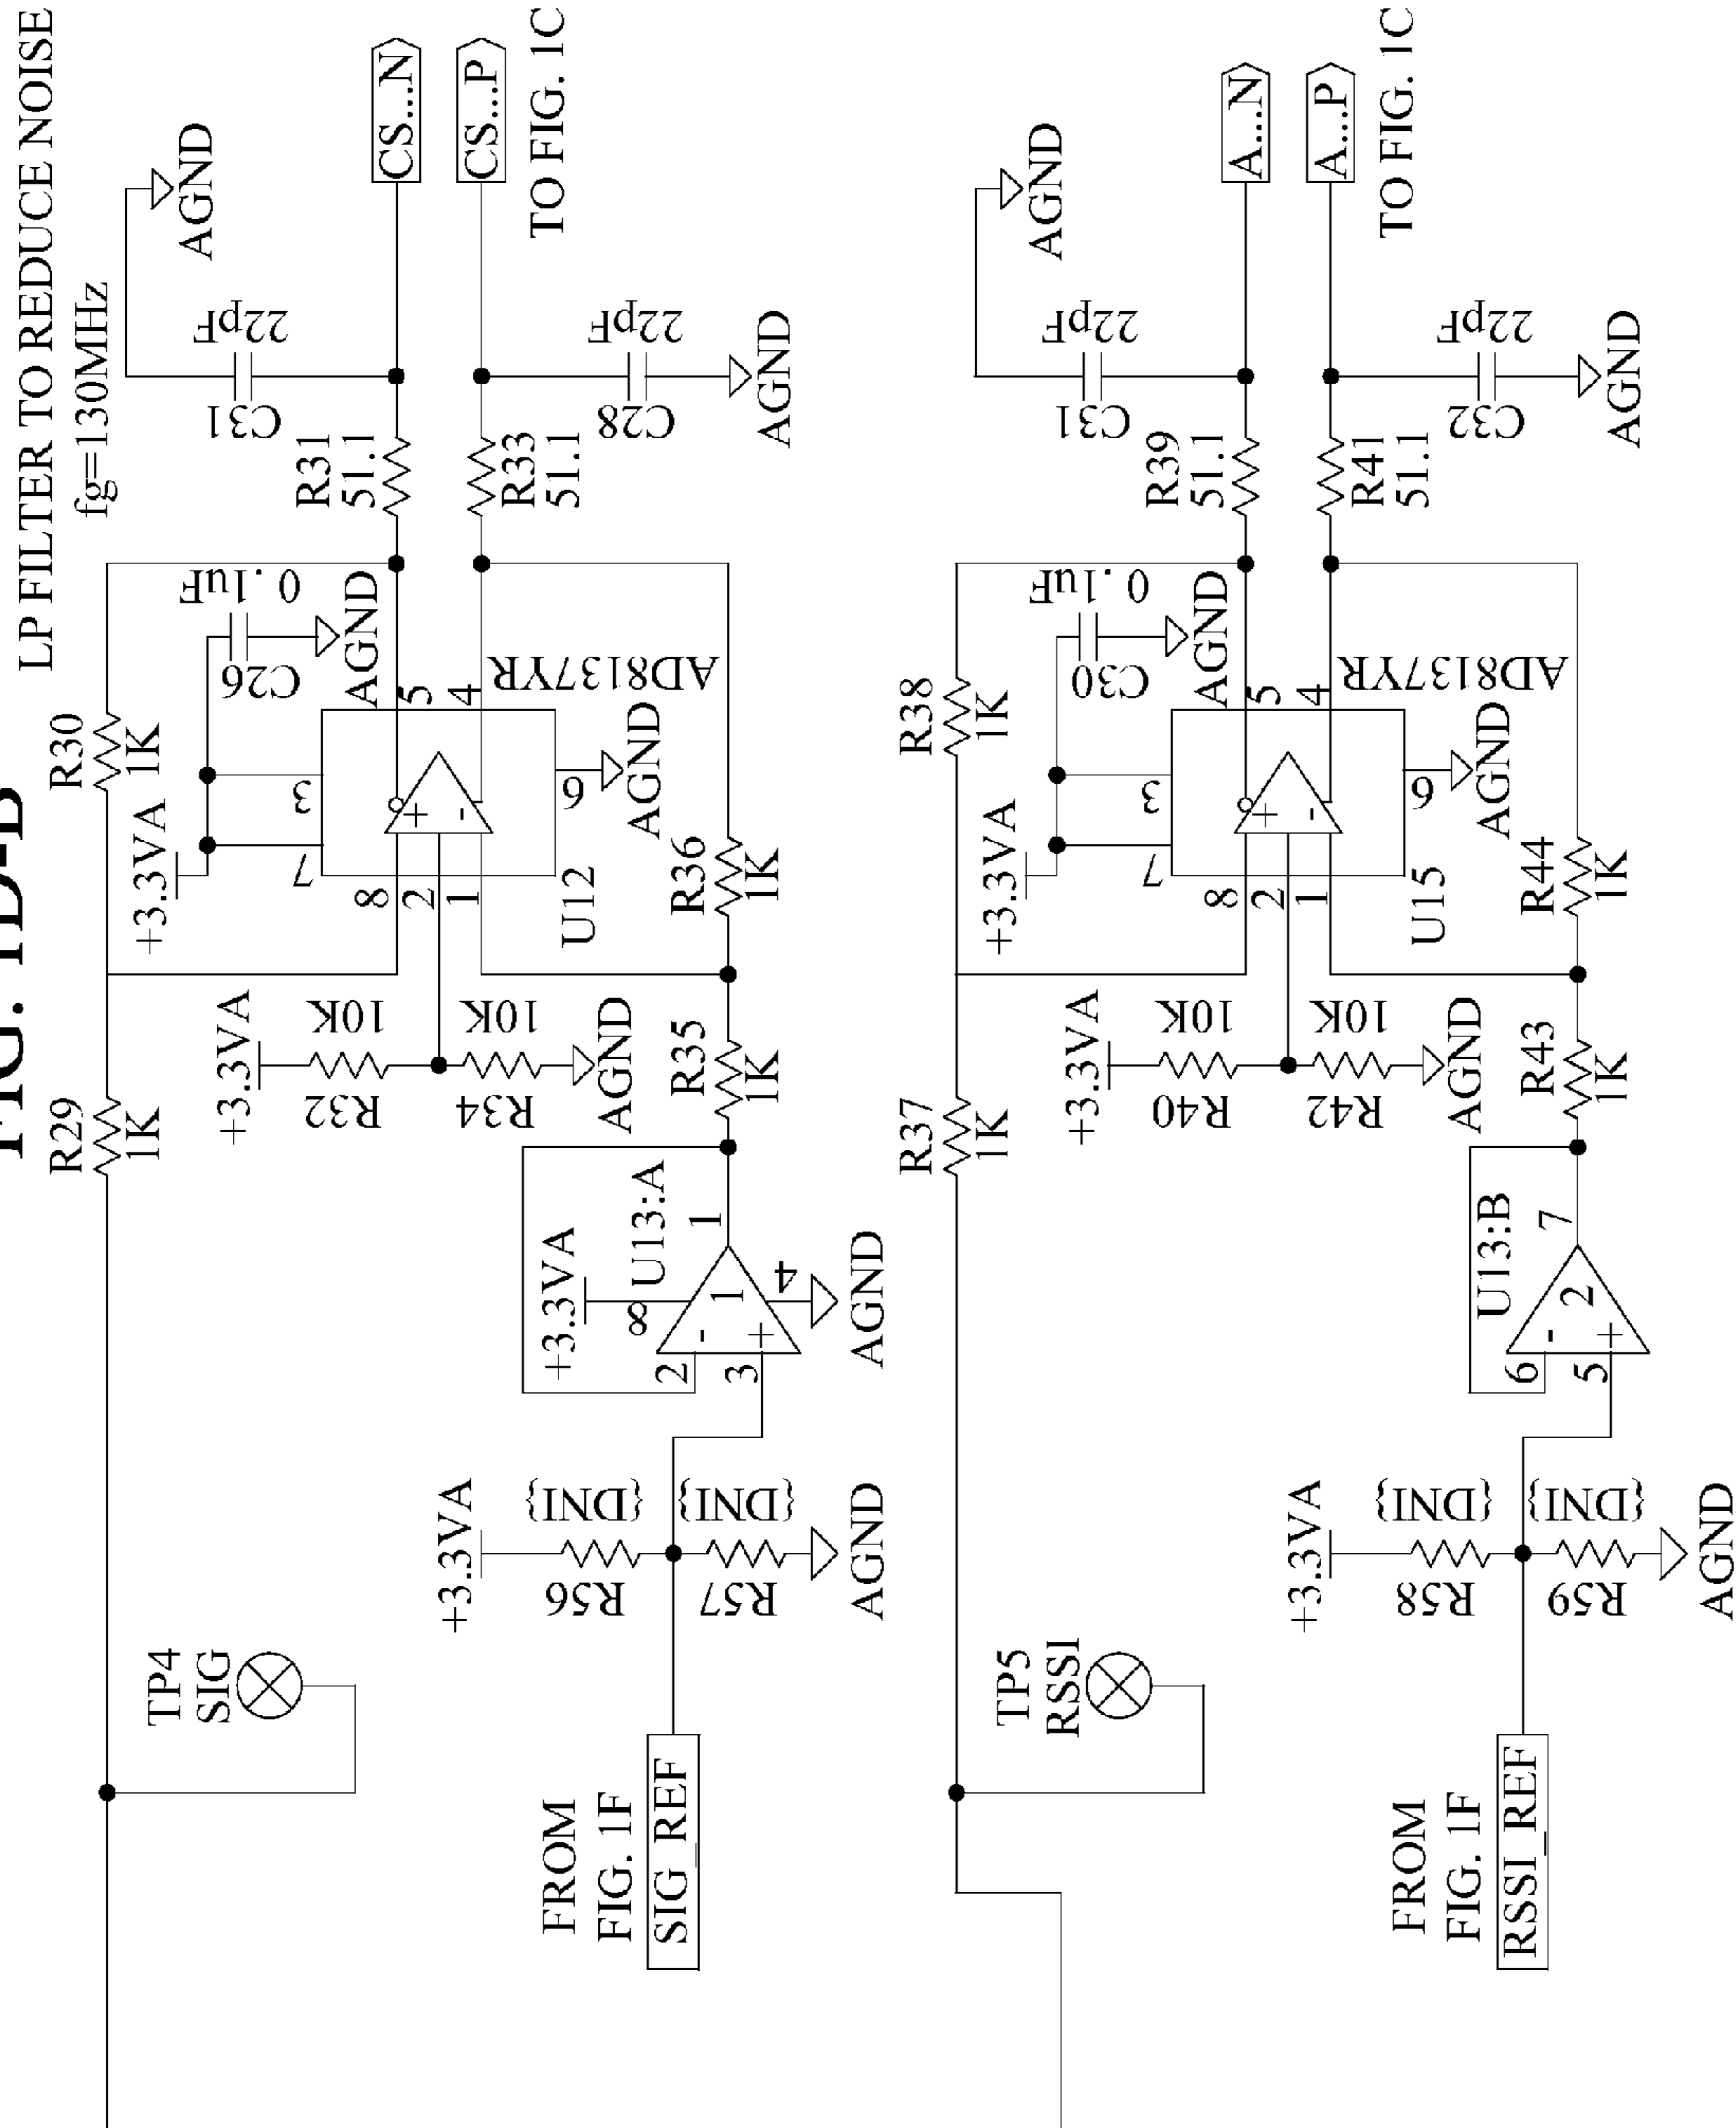 FIG. 1D-B
LP FILTER TO REDUCE NOISE
fg=130MHz
R29
1K
R30
1K
TP4
SIG
+3.3VA
7
3
C26
0.1uF
AGND
C31
22pF
AGND
+3.3VA
R32
10K
R34
10K
AGND
8
2
1
+
-
5
4
6
AGND
U12
AD8137YR
R31
51.1
R33
51.1
C28
22pF
AGND
CS...N
CS...P
TO FIG. 1C
R35
1K
R36
1K
+3.3VA
R56
{DNI}
R57
{DNI}
AGND
FROM
FIG. 1F
SIG_REF
+3.3VA
8
U13:A
2
3
-
+
1
1
4
AGND
R37
1K
R38
1K
TP5
RSSI
+3.3VA
7
3
C30
0.1uF
AGND
C31
22pF
AGND
+3.3VA
R40
10K
R42
10K
AGND
8
2
1
+
-
5
4
6
AGND
U15
AD8137YR
R39
51.1
R41
51.1
C32
22pF
AGND
A...N
A...P
TO FIG. 1C
R43
1K
R44
1K
+3.3VA
R58
{DNI}
R59
{DNI}
AGND
FROM
FIG. 1F
RSSI_REF
U13:B
6
5
-
+
2
7